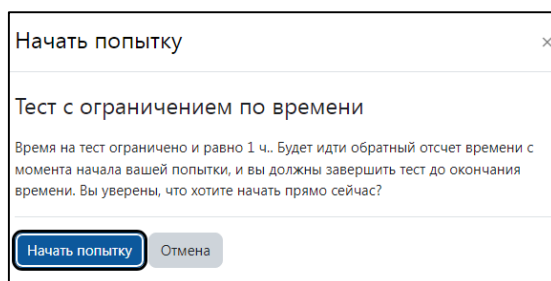 Начать попытку ×
Тест с ограничением по времени
Время на тест ограничено и равно 1 ч.. Будет идти обратный отсчет времени с
момента начала вашей попытки, и вы должны завершить тест до окончания
времени. Вы уверены, что хотите начать прямо сейчас?
Начать попытку Отмена